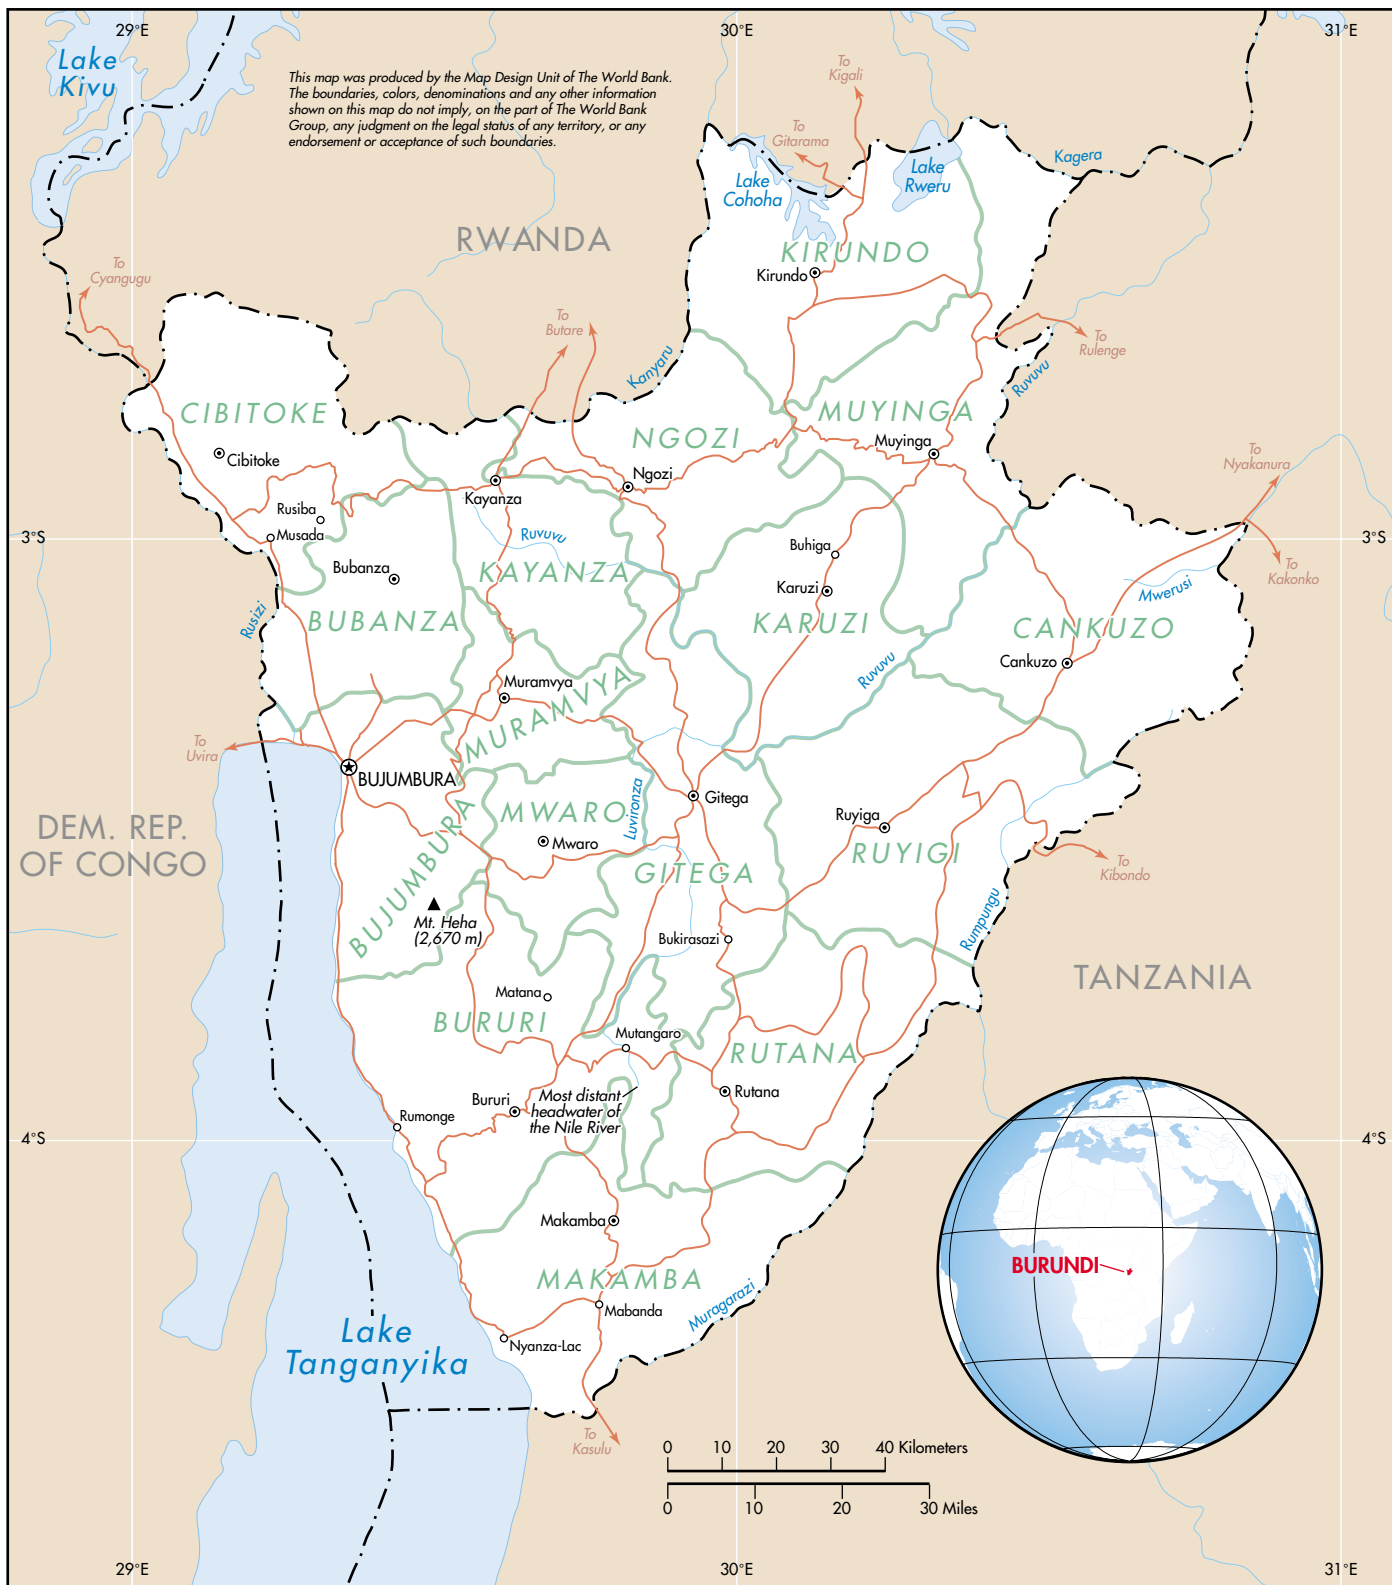 29°E
30°E
31°E
Lake
Kivu
This map was produced by the Map Design Unit of The World Bank.
The boundaries, colors, denominations and any other information
shown on this map do not imply, on the part of The World Bank
Group, any judgment on the legal status of any territory, or any
endorsement or acceptance of such boundaries.
To
Kigali
To
Gitarama
Lake
Cohoha
Lake
Rweru
Kagera
RWANDA
KIRUNDO
Kirundo
To
Cyangugu
To
Butare
To
Rulenge
Kanyaru
Ruvuvu
CIBITOKE
Cibitoke
NGOZI
Ngozi
MUYINGA
Muyinga
To
Nyakanura
Kayanza
Rusiba
Musada
3°S
3°S
Ruvuvu
Buhiga
Bubanza
KAYANZA
Karuzi
To
Kakonko
Mwerusi
Rusizi
BUBANZA
KARUZI
CANKUZO
Cankuzo
Ruvuvu
Muramvya
MURAMVYA
To
Uvira
BUJUMBURA
Gitega
Luvironza
MWARO
Mwaro
Ruyiga
RUYIGI
DEM. REP.
OF CONGO
GITEGA
To
Kibondo
BUJUMBURA
Mt. Heha
(2,670 m)
Bukirasazi
Rumpungu
TANZANIA
Matana
BURURI
Mutangaro
RUTANA
Rutana
Bururi
Most distant
headwater of
the Nile River
Rumonge
4°S
4°S
Makamba
MAKAMBA
Mabanda
Muragarazi
BURUNDI
Lake
Tanganyika
Nyanza-Lac
To
Kasulu
0 10 20 30 40 Kilometers
0 10 20 30 Miles
29°E
30°E
31°E